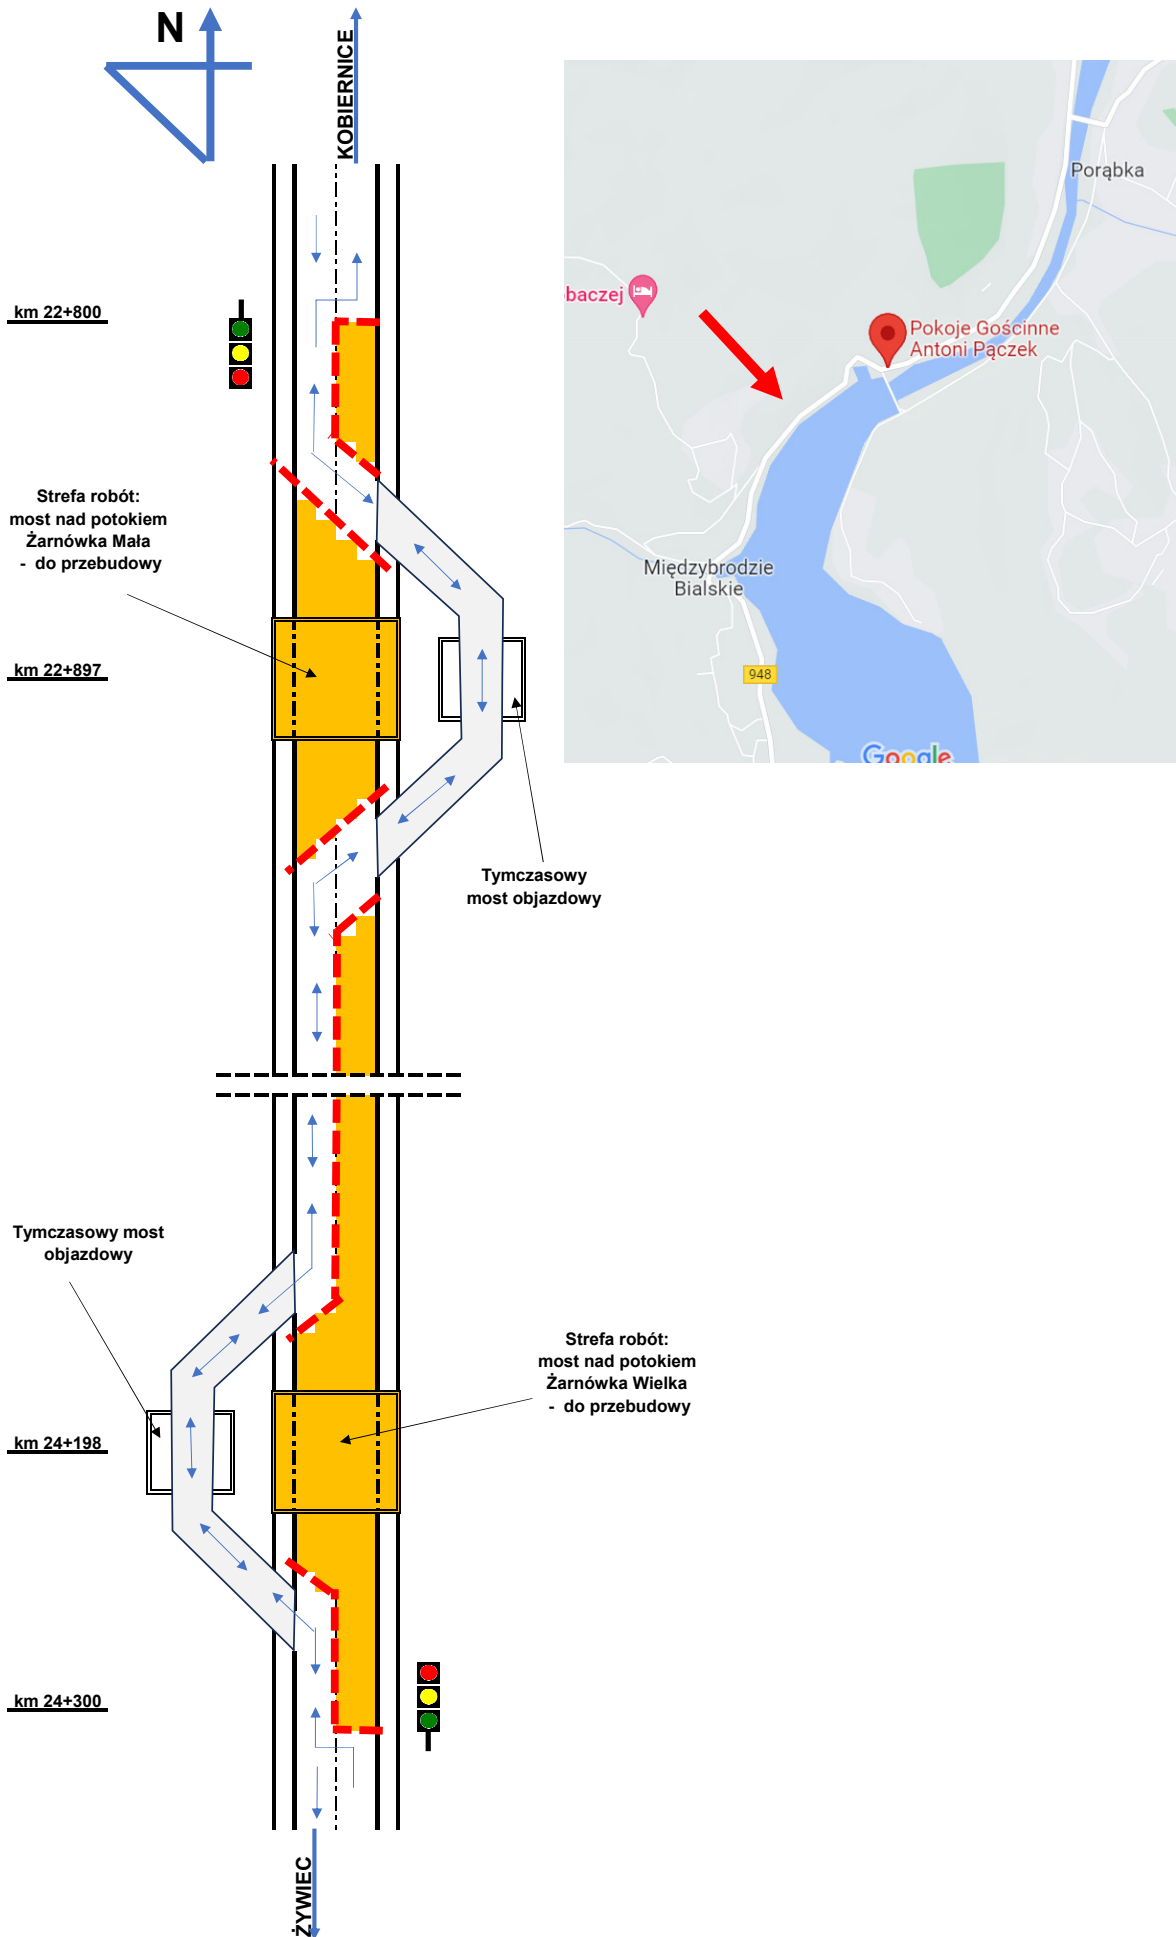 N
KOBIERNICE
km 22+800
Strefa robót:
most nad potokiem
Żarnówka Mała
- do przebudowy
km 22+897
Tymczasowy
most objazdowy
Tymczasowy most
objazdowy
Strefa robót:
most nad potokiem
Żarnówka Wielka
- do przebudowy
km 24+198
km 24+300
ŻYWIEC
Porąbka
obaczej
Pokoje Gościnne
Antoni Pączek
Międzybrodzie
Bialskie
948
Google